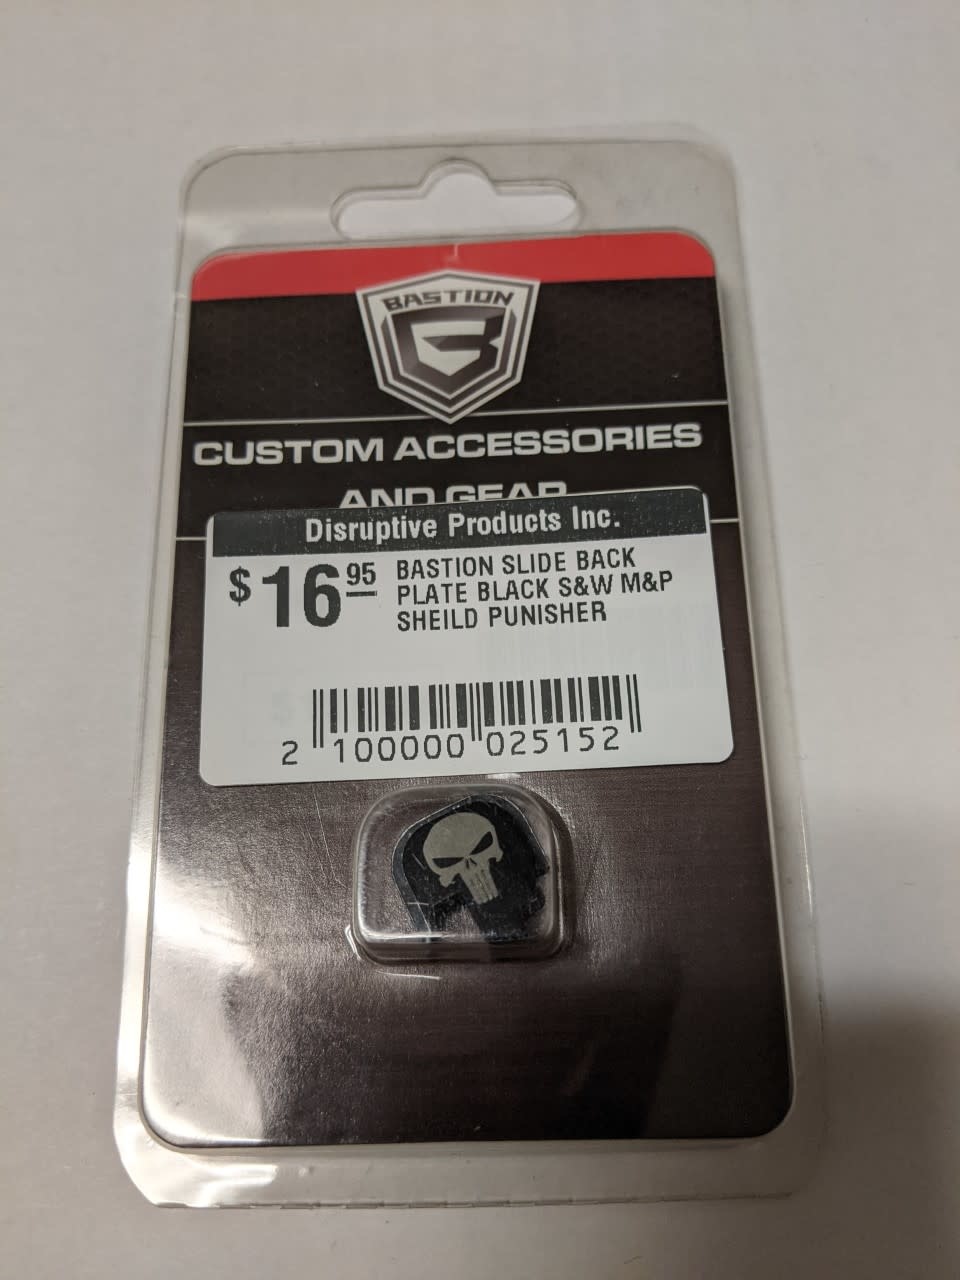 BASTION
B
CUSTOM ACCESSORIES
AND GEAR
Disruptive Products Inc.
$16.95
BASTION SLIDE BACK
PLATE BLACK S&W M&P
SHEILD PUNISHER
2 100000 025152